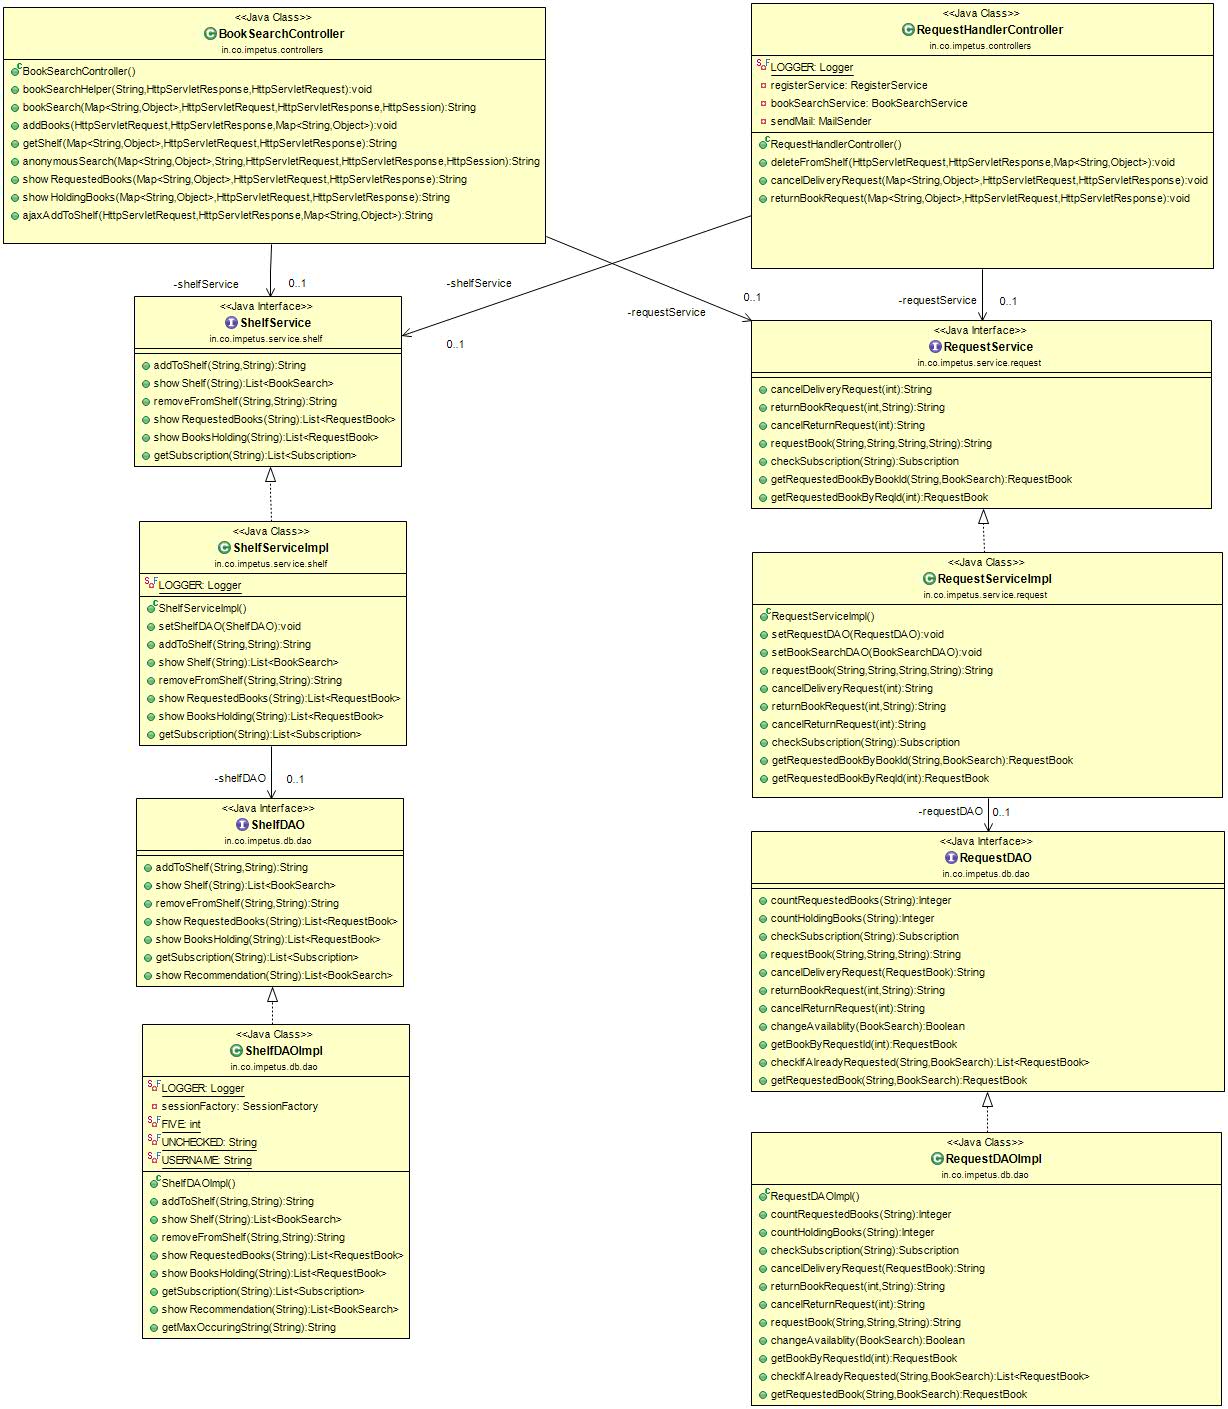 <<Java Class>>
BookSearchController
in.co.impetus.controllers
BookSearchController()
bookSearchHelper(String,HttpServletResponse,HttpServletRequest):void
bookSearch(Map<String,Object>,HttpServletRequest,HttpServletResponse,HttpSession):String
addBooks(HttpServletRequest,HttpServletResponse,Map<String,Object>):void
getShelf(Map<String,Object>,HttpServletRequest,HttpServletResponse):String
anonymousSearch(Map<String,Object>,String,HttpServletRequest,HttpServletResponse,HttpSession):String
showRequestedBooks(Map<String,Object>,HttpServletRequest,HttpServletResponse):String
showHoldingBooks(Map<String,Object>,HttpServletRequest,HttpServletResponse):String
ajaxAddToShelf(HttpServletRequest,HttpServletResponse,Map<String,Object>):String
<<Java Class>>
RequestHandlerController
in.co.impetus.controllers
LOGGER: Logger
registerService: RegisterService
bookSearchService: BookSearchService
sendMail: MailSender
RequestHandlerController()
deleteFromShelf(HttpServletRequest,HttpServletResponse,Map<String,Object>):void
cancelDeliveryRequest(Map<String,Object>,HttpServletRequest,HttpServletResponse):void
returnBookRequest(Map<String,Object>,HttpServletRequest,HttpServletResponse):void
-shelfService 0..1
-shelfService
0..1
-requestService
0..1
-requestService 0..1
<<Java Interface>>
ShelfService
in.co.impetus.service.shelf
addToShelf(String,String):String
showShelf(String):List<BookSearch>
removeFromShelf(String,String):String
showRequestedBooks(String):List<RequestBook>
showBooksHolding(String):List<RequestBook>
getSubscription(String):List<Subscription>
<<Java Interface>>
RequestService
in.co.impetus.service.request
cancelDeliveryRequest(int):String
returnBookRequest(int,String):String
cancelReturnRequest(int):String
requestBook(String,String,String,String):String
checkSubscription(String):Subscription
getRequestedBookByBookId(String,BookSearch):RequestBook
getRequestedBookByReqId(int):RequestBook
<<Java Class>>
ShelfServiceImpl
in.co.impetus.service.shelf
LOGGER: Logger
ShelfServiceImpl()
setShelfDAO(ShelfDAO):void
addToShelf(String,String):String
showShelf(String):List<BookSearch>
removeFromShelf(String,String):String
showRequestedBooks(String):List<RequestBook>
showBooksHolding(String):List<RequestBook>
getSubscription(String):List<Subscription>
<<Java Class>>
RequestServiceImpl
in.co.impetus.service.request
RequestServiceImpl()
setRequestDAO(RequestDAO):void
setBookSearchDAO(BookSearchDAO):void
requestBook(String,String,String,String):String
cancelDeliveryRequest(int):String
returnBookRequest(int,String):String
cancelReturnRequest(int):String
checkSubscription(String):Subscription
getRequestedBookByBookId(String,BookSearch):RequestBook
getRequestedBookByReqId(int):RequestBook
-shelfDAO 0..1
-requestDAO 0..1
<<Java Interface>>
ShelfDAO
in.co.impetus.db.dao
addToShelf(String,String):String
showShelf(String):List<BookSearch>
removeFromShelf(String,String):String
showRequestedBooks(String):List<RequestBook>
showBooksHolding(String):List<RequestBook>
getSubscription(String):List<Subscription>
showRecommendation(String):List<BookSearch>
<<Java Interface>>
RequestDAO
in.co.impetus.db.dao
countRequestedBooks(String):Integer
countHoldingBooks(String):Integer
checkSubscription(String):Subscription
requestBook(String,String,String):String
cancelDeliveryRequest(RequestBook):String
returnBookRequest(int,String):String
cancelReturnRequest(int):String
changeAvailablity(BookSearch):Boolean
getBookByRequestId(int):RequestBook
checkIfAlreadyRequested(String,BookSearch):List<RequestBook>
getRequestedBook(String,BookSearch):RequestBook
<<Java Class>>
ShelfDAOImpl
in.co.impetus.db.dao
LOGGER: Logger
sessionFactory: SessionFactory
FIVE: int
UNCHECKED: String
USERNAME: String
ShelfDAOImpl()
addToShelf(String,String):String
showShelf(String):List<BookSearch>
removeFromShelf(String,String):String
showRequestedBooks(String):List<RequestBook>
showBooksHolding(String):List<RequestBook>
getSubscription(String):List<Subscription>
showRecommendation(String):List<BookSearch>
getMaxOccuringString(String):String
<<Java Class>>
RequestDAOImpl
in.co.impetus.db.dao
RequestDAOImpl()
countRequestedBooks(String):Integer
countHoldingBooks(String):Integer
checkSubscription(String):Subscription
cancelDeliveryRequest(RequestBook):String
returnBookRequest(int,String):String
cancelReturnRequest(int):String
requestBook(String,String,String):String
changeAvailablity(BookSearch):Boolean
getBookByRequestId(int):RequestBook
checkIfAlreadyRequested(String,BookSearch):List<RequestBook>
getRequestedBook(String,BookSearch):RequestBook